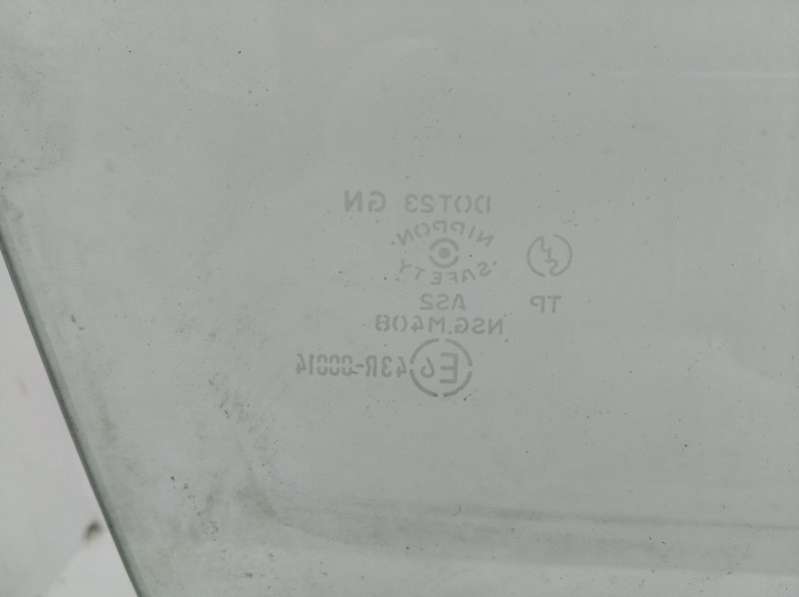 DOT23 GN
NIPPON
SAFETY
TP AS2
NSG.M408
E6 43R-00014